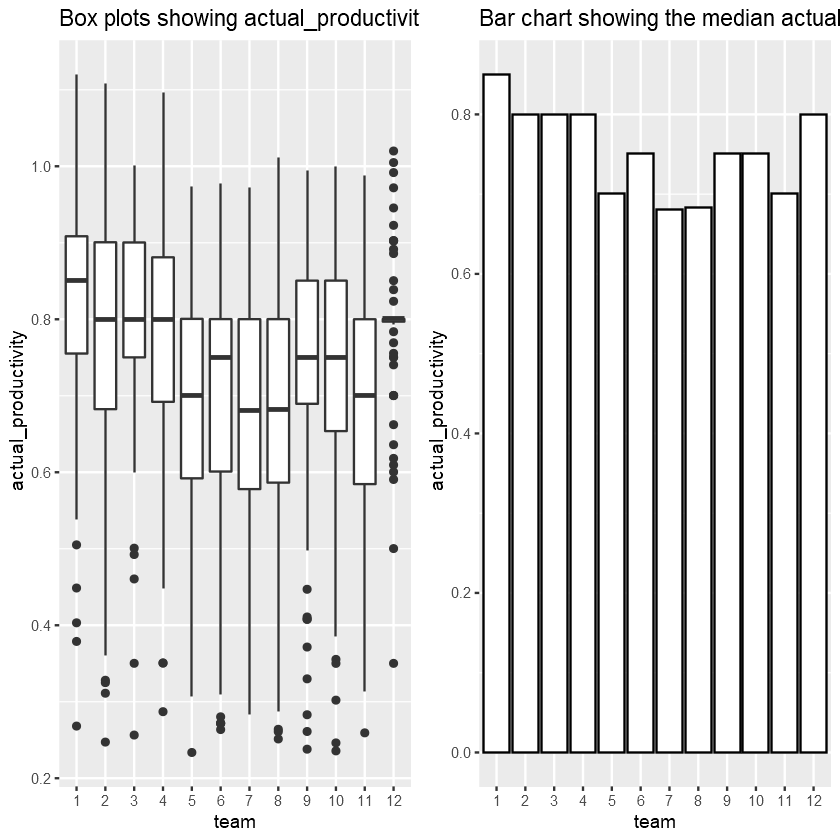 Box plots showing actual_productivit
actual_productivity
1.0
0.8
0.6
0.4
0.2
1 2 3 4 5 6 7 8 9 10 11 12
team
Bar chart showing the median actual
actual_productivity
0.8
0.6
0.4
0.2
0.0
1 2 3 4 5 6 7 8 9 10 11 12
team